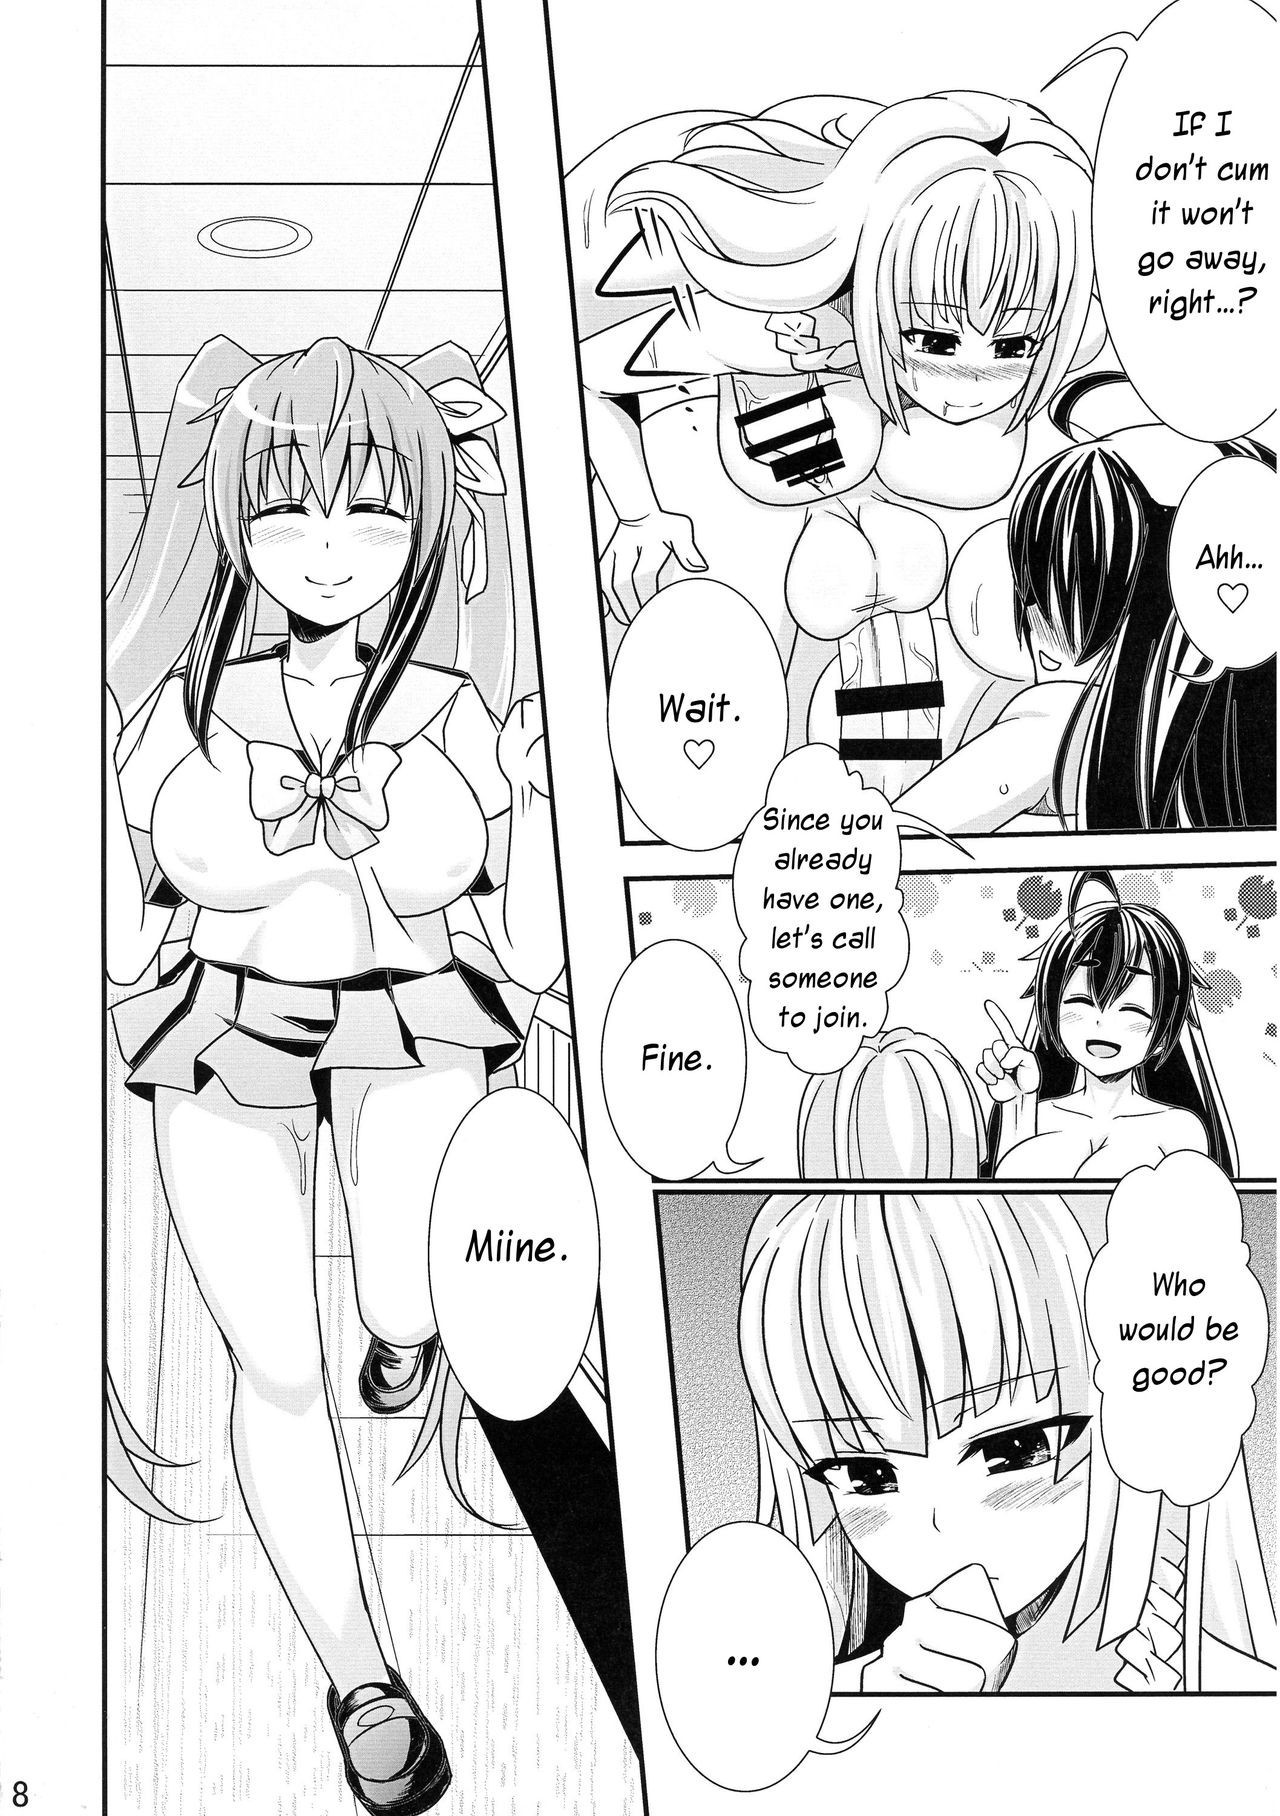 If I
don't cum
it won't
go away,
right...?
Ahh...
♡
Wait.
♡
Since you
already
have one,
let's call
someone
to join.
Fine.
Who
would be
good?
...
Miine.
8